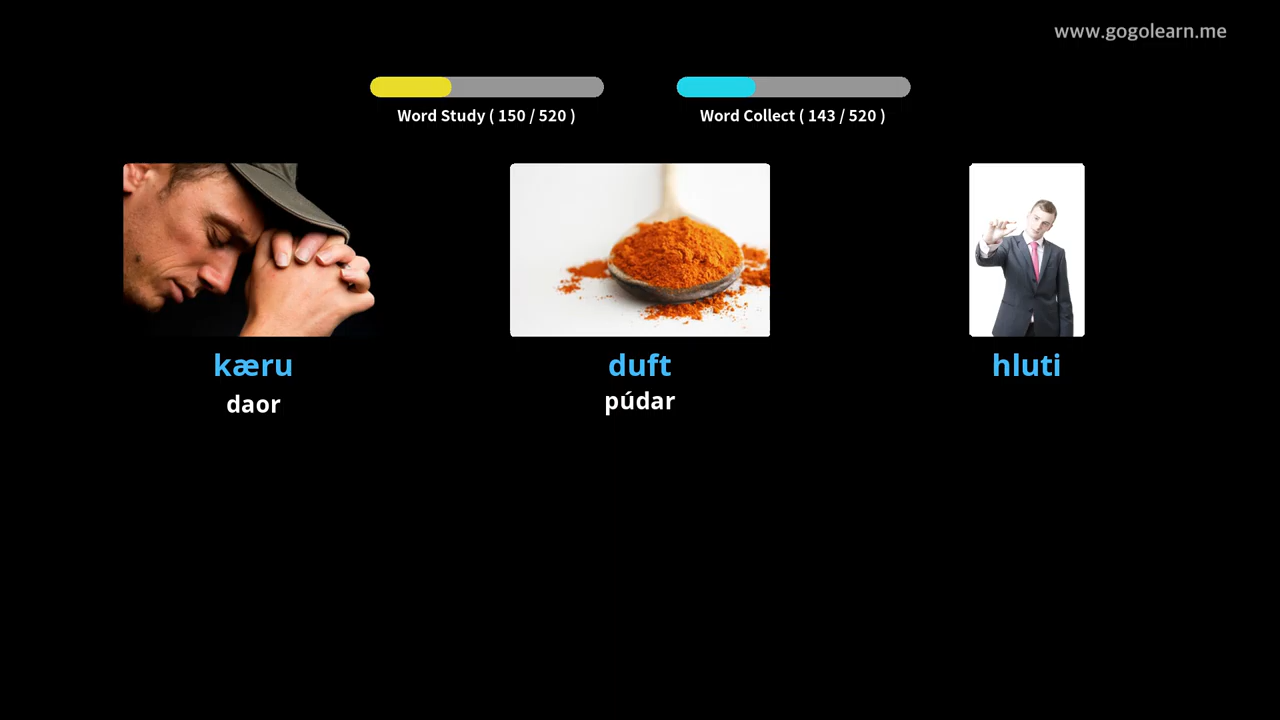 www.gogolearn.me
Word Study ( 150 / 520 )
Word Collect ( 143 / 520 )
kæru
daor
duft
púdar
hluti